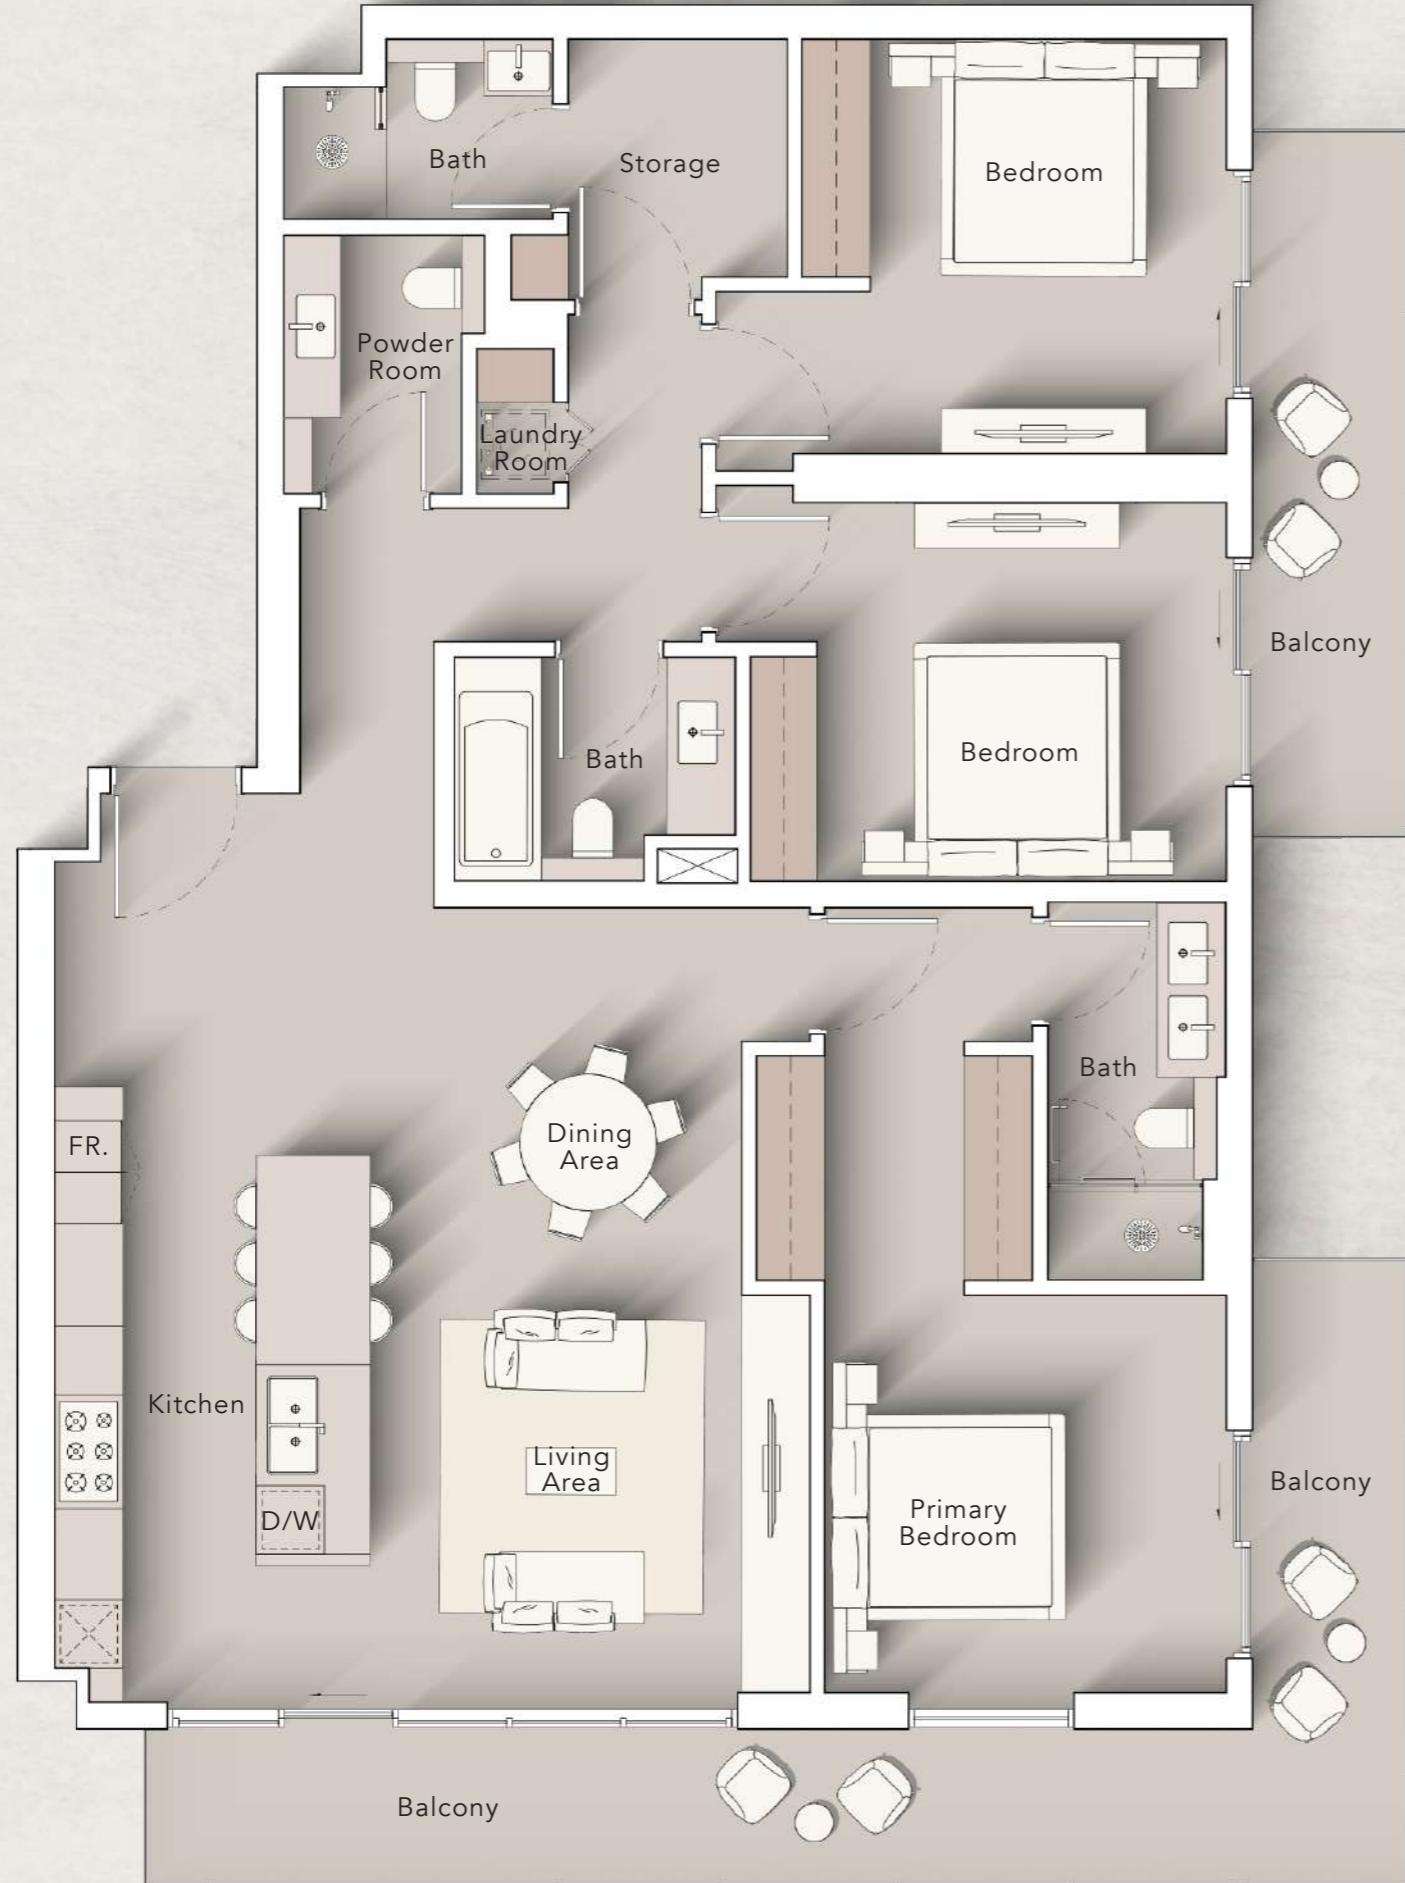 Bath
Storage
Bedroom
Powder
Room
Laundry
Room
Balcony
Bath
Bedroom
Bath
FR.
Dining
Area
Kitchen
Living
Area
D/W
Primary
Bedroom
Balcony
Balcony